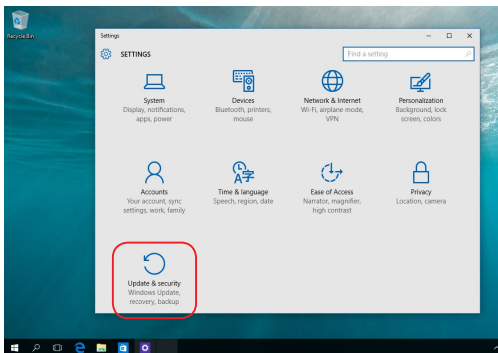 Recycle Bin
Settings
SETTINGS
Find a setting
System
Display, notifications,
apps, power
Devices
Bluetooth, printers,
mouse
Network & Internet
Wi-Fi, airplane mode,
VPN
Personalization
Background, lock
screen, colors
Accounts
Your account, sync
settings, work, family
Time & language
Speech, region, date
Ease of Access
Narrator, magnifier,
high contrast
Privacy
Location, camera
Update & security
Windows Update,
recovery, backup